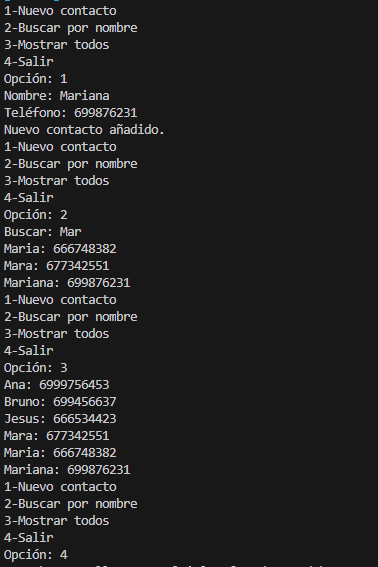 1-Nuevo contacto
2-Buscar por nombre
3-Mostrar todos
4-Salir
Opción: 1
Nombre: Mariana
Teléfono: 699876231
Nuevo contacto añadido.
1-Nuevo contacto
2-Buscar por nombre
3-Mostrar todos
4-Salir
Opción: 2
Buscar: Mar
Maria: 666748382
Mara: 677342551
Mariana: 699876231
1-Nuevo contacto
2-Buscar por nombre
3-Mostrar todos
4-Salir
Opción: 3
Ana: 6999756453
Bruno: 699456637
Jesus: 666534423
Mara: 677342551
Maria: 666748382
Mariana: 699876231
1-Nuevo contacto
2-Buscar por nombre
3-Mostrar todos
4-Salir
Opción: 4